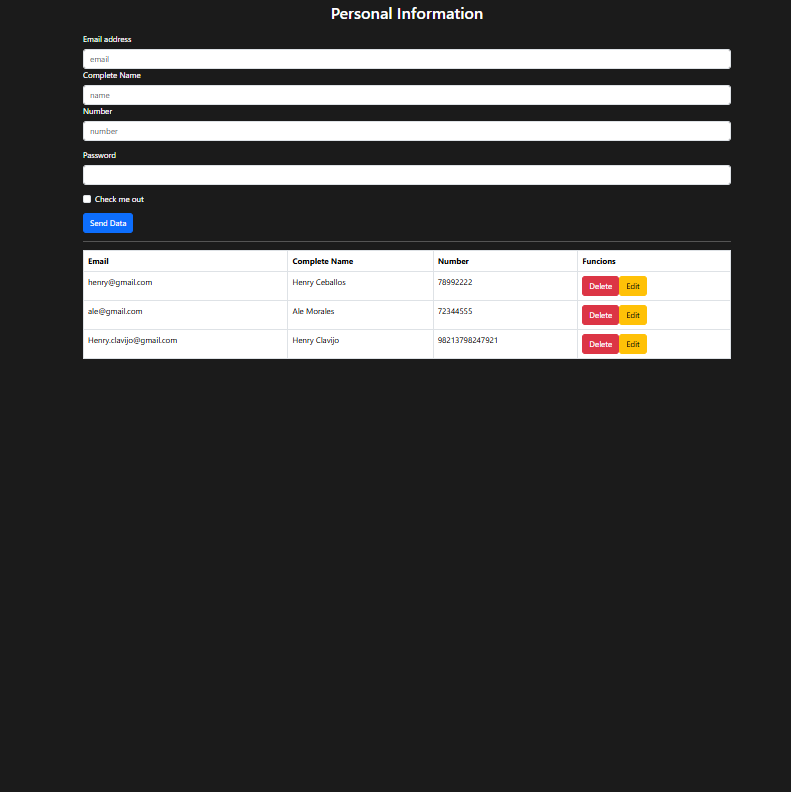 Personal Information
Email address
email
Complete Name
name
Number
number
Password
Check me out
Send Data
Email Complete Name Number Funcions
henry@gmail.com Henry Ceballos 78992222 Delete Edit
ale@gmail.com Ale Morales 72344555 Delete Edit
Henry.clavijo@gmail.com Henry Clavijo 98213798247921 Delete Edit